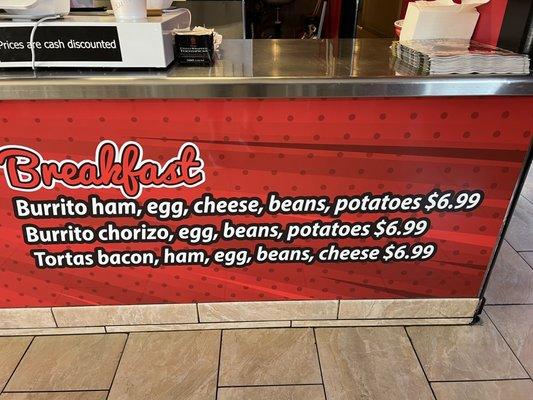 Prices are cash discounted
Breakfast
Burrito ham, egg, cheese, beans, potatoes $6.99
Burrito chorizo, egg, beans, potatoes $6.99
Tortas bacon, ham, egg, beans, cheese $6.99